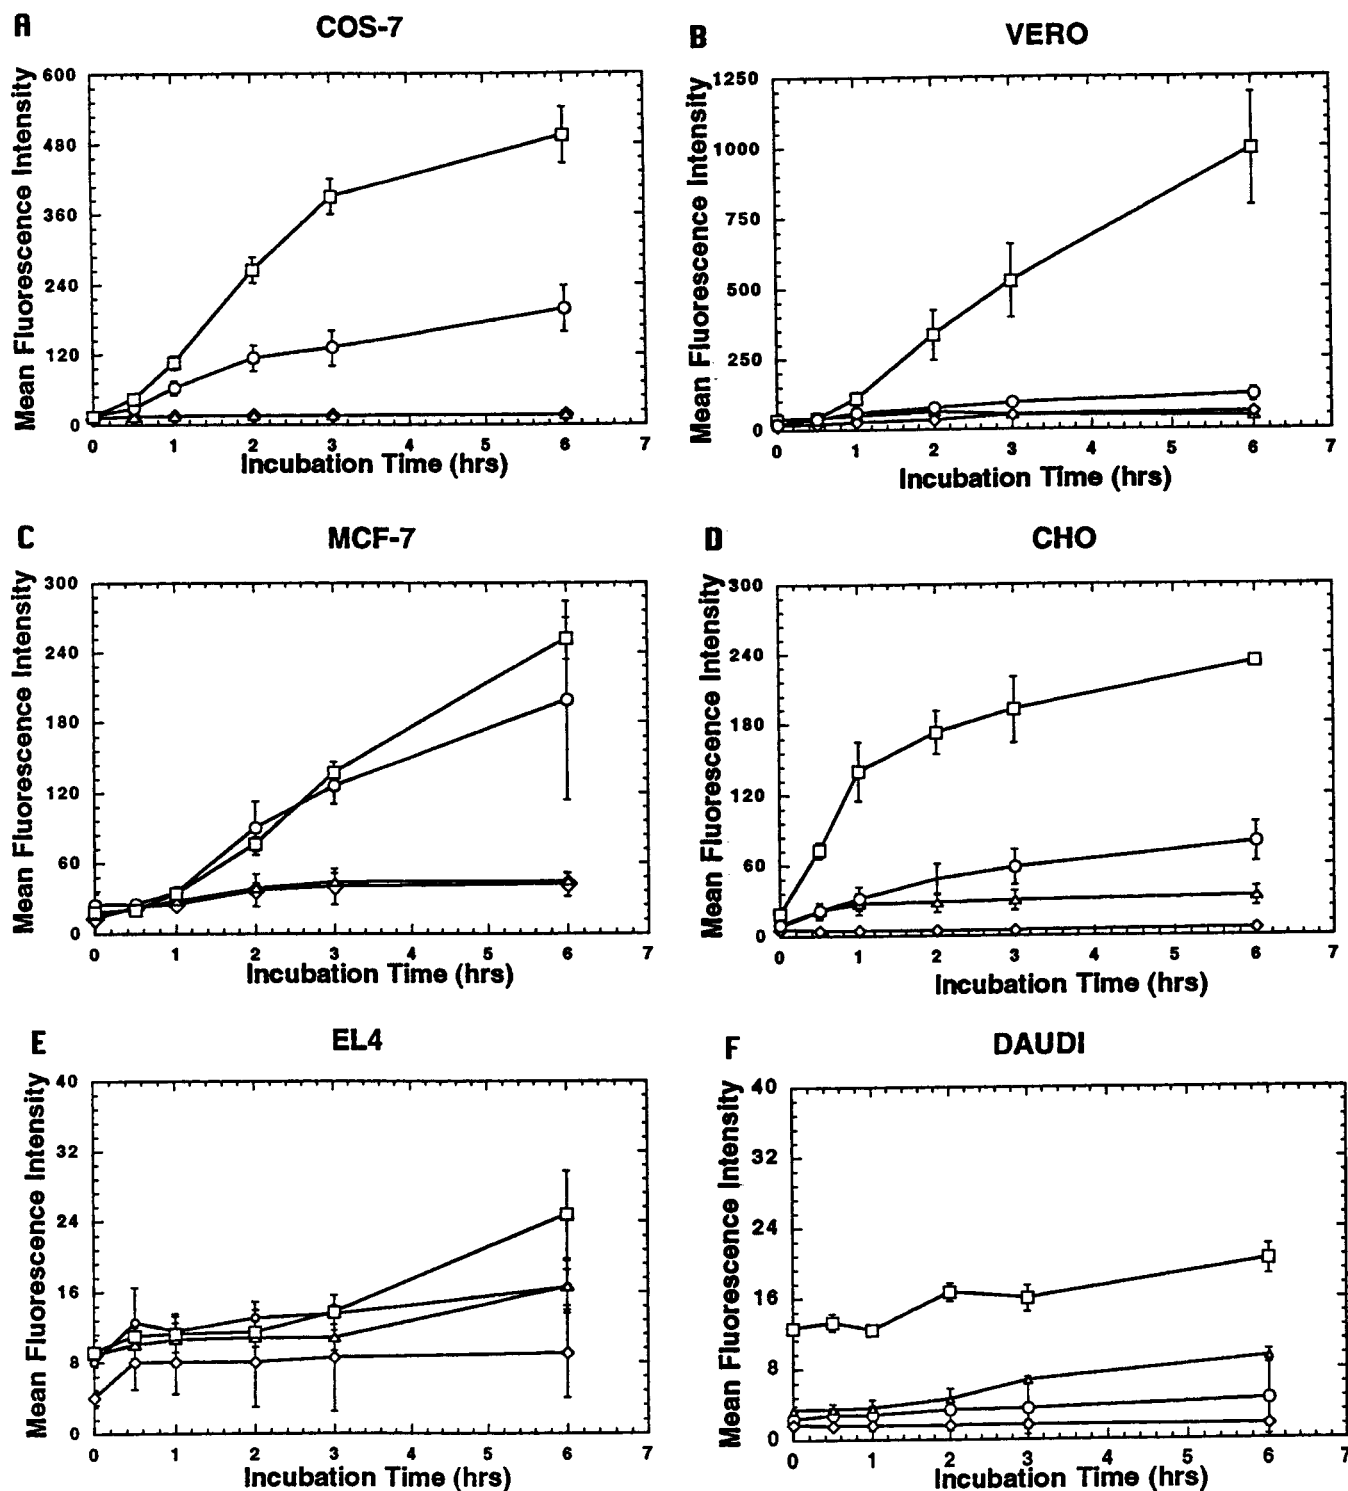 A
COS-7
Mean Fluorescence Intensity
600
480
360
240
120
0
0 1 2 3 4 5 6 7
Incubation Time (hrs)
B
VERO
Mean Fluorescence Intensity
1250
1000
750
500
250
0
0 1 2 3 4 5 6 7
Incubation Time (hrs)
C
MCF-7
Mean Fluorescence Intensity
300
240
180
120
60
0
0 1 2 3 4 5 6 7
Incubation Time (hrs)
D
CHO
Mean Fluorescence Intensity
300
240
180
120
60
0
0 1 2 3 4 5 6 7
Incubation Time (hrs)
E
EL4
Mean Fluorescence Intensity
40
32
24
16
8
0
0 1 2 3 4 5 6 7
Incubation Time (hrs)
F
DAUDI
Mean Fluorescence Intensity
40
32
24
16
8
0
0 1 2 3 4 5 6 7
Incubation Time (hrs)